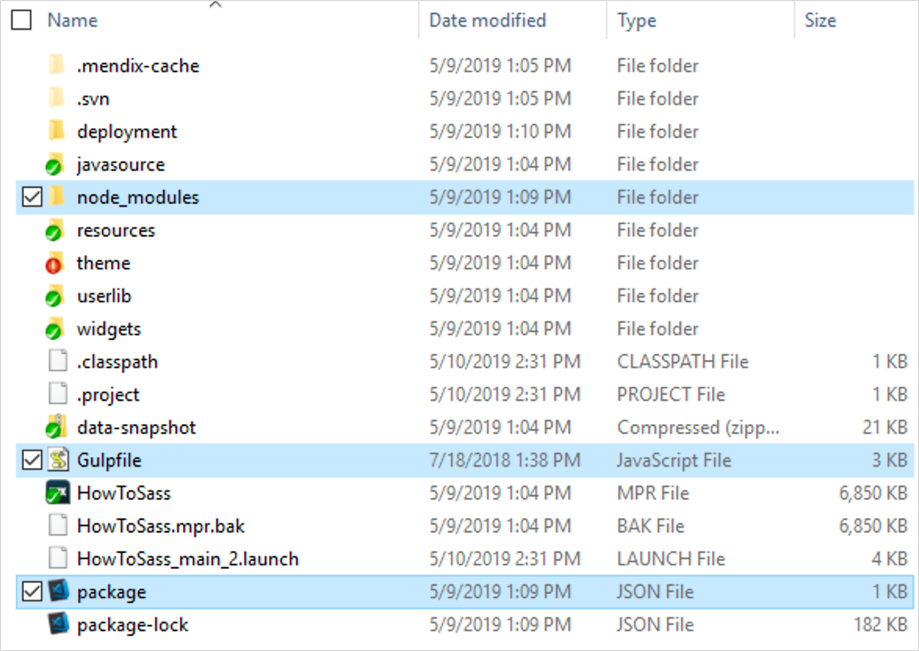 Name Date modified Type Size
.mendix-cache 5/9/2019 1:05 PM File folder
.svn 5/9/2019 1:05 PM File folder
deployment 5/9/2019 1:10 PM File folder
javasource 5/9/2019 1:04 PM File folder
node_modules 5/9/2019 1:09 PM File folder
resources 5/9/2019 1:04 PM File folder
theme 5/9/2019 1:04 PM File folder
userlib 5/9/2019 1:04 PM File folder
widgets 5/9/2019 1:04 PM File folder
.classpath 5/10/2019 2:31 PM CLASSPATH File 1 KB
.project 5/10/2019 2:31 PM PROJECT File 1 KB
data-snapshot 5/9/2019 1:04 PM Compressed (zipp... 21 KB
Gulpfile 7/18/2018 1:38 PM JavaScript File 3 KB
HowToSass 5/9/2019 1:04 PM MPR File 6,850 KB
HowToSass.mpr.bak 5/9/2019 1:04 PM BAK File 6,850 KB
HowToSass_main_2.launch 5/10/2019 2:31 PM LAUNCH File 4 KB
package 5/9/2019 1:09 PM JSON File 1 KB
package-lock 5/9/2019 1:09 PM JSON File 182 KB